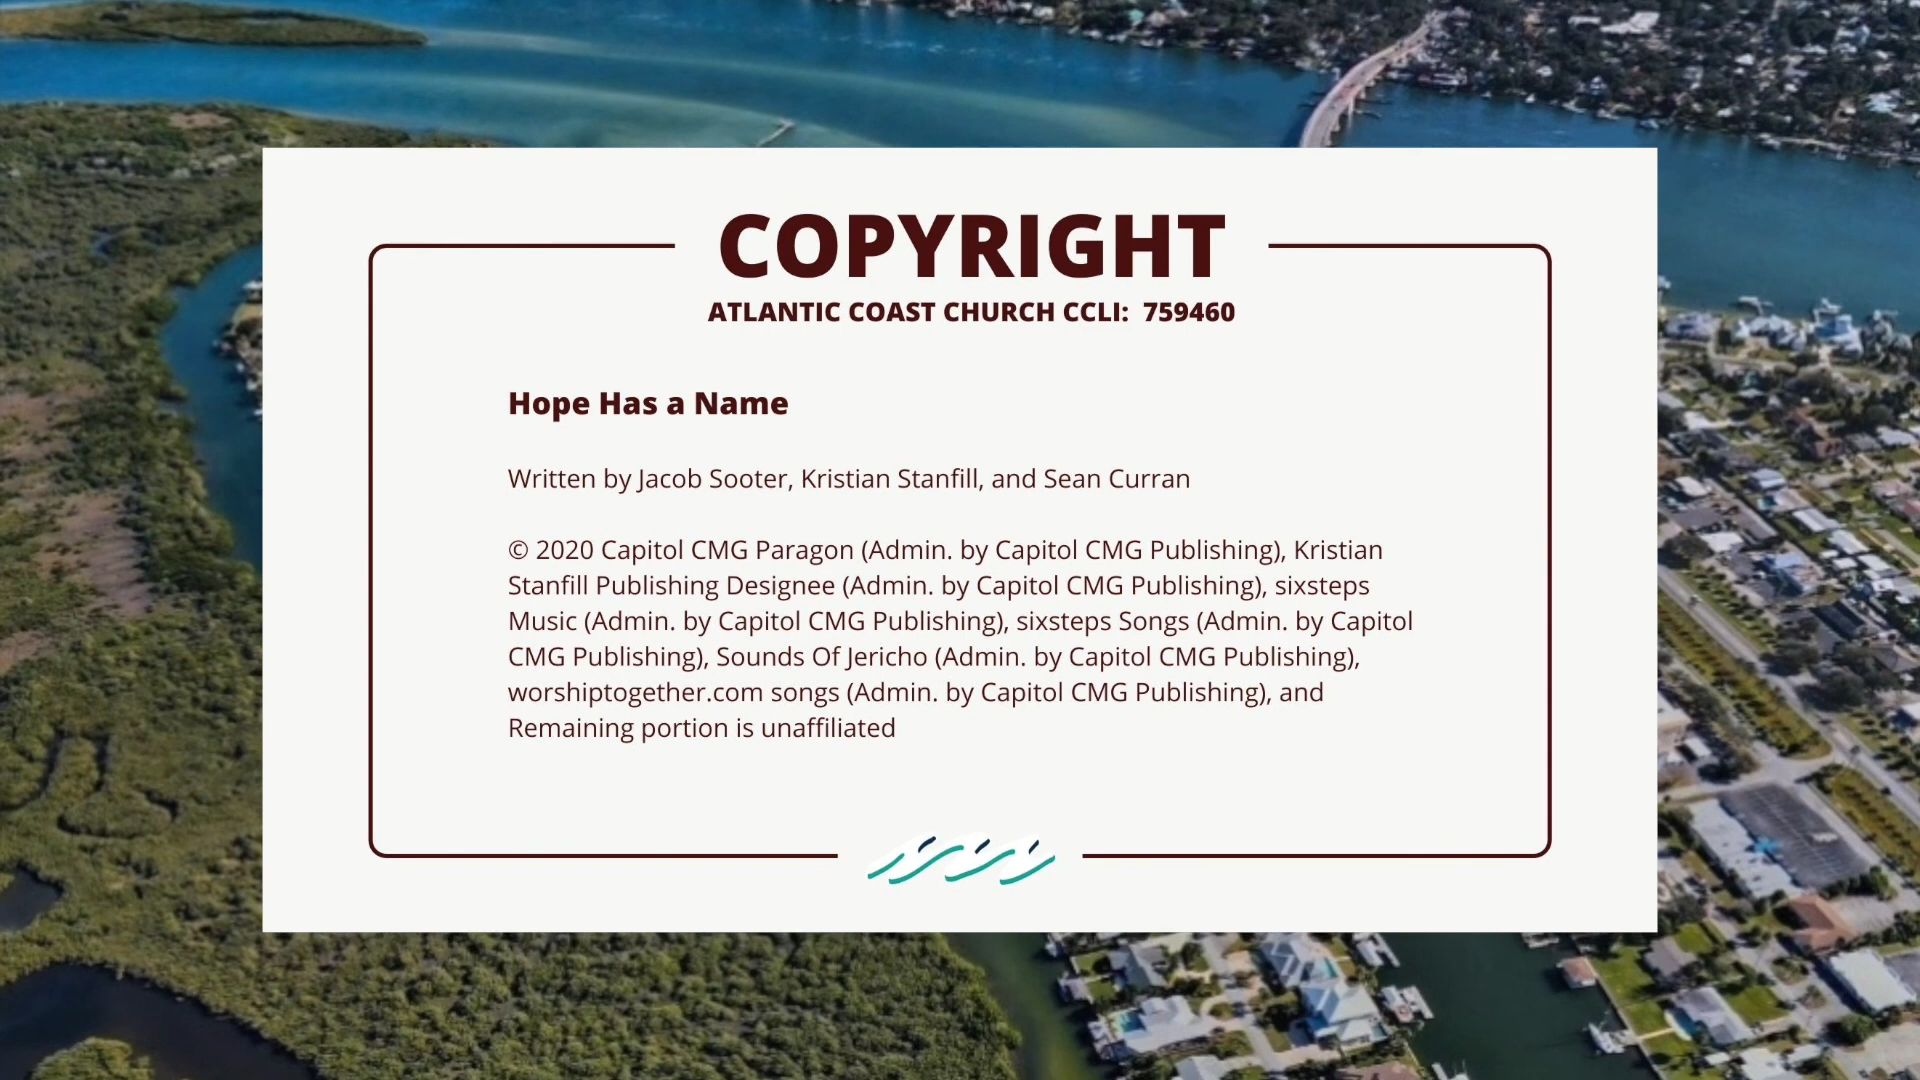 COPYRIGHT
ATLANTIC COAST CHURCH CCLI: 759460
Hope Has a Name
Written by Jacob Sooter, Kristian Stanfill, and Sean Curran
© 2020 Capitol CMG Paragon (Admin. by Capitol CMG Publishing), Kristian
Stanfill Publishing Designee (Admin. by Capitol CMG Publishing), sixsteps
Music (Admin. by Capitol CMG Publishing), sixsteps Songs (Admin. by Capitol
CMG Publishing), Sounds Of Jericho (Admin. by Capitol CMG Publishing),
worshiptogether.com songs (Admin. by Capitol CMG Publishing), and
Remaining portion is unaffiliated